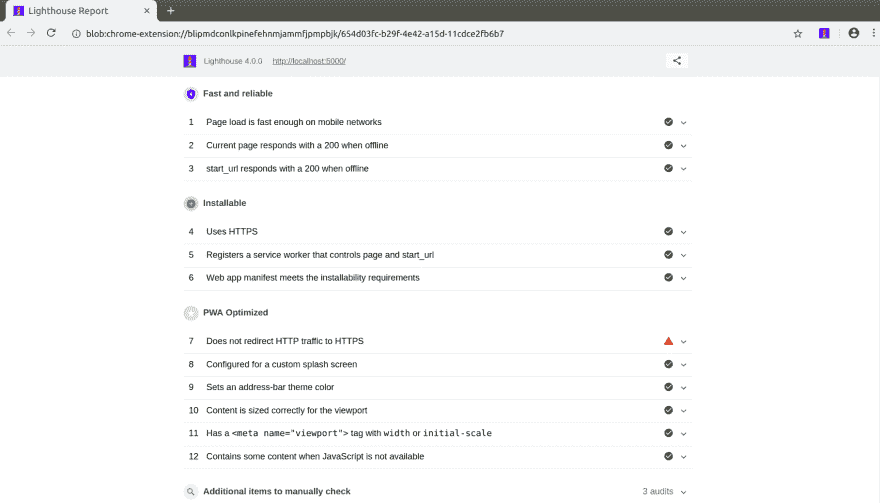 Lighthouse Report
blob:chrome-extension://blipmdconlkpinefehnmjammfjpmpbjk/654d03fc-b29f-4e42-a15d-11cdce2fb6b7
Lighthouse 4.0.0 http://localhost:5000/
Fast and reliable
1 Page load is fast enough on mobile networks
2 Current page responds with a 200 when offline
3 start_url responds with a 200 when offline
Installable
4 Uses HTTPS
5 Registers a service worker that controls page and start_url
6 Web app manifest meets the installability requirements
PWA Optimized
7 Does not redirect HTTP traffic to HTTPS
8 Configured for a custom splash screen
9 Sets an address-bar theme color
10 Content is sized correctly for the viewport
11 Has a <meta name="viewport"> tag with width or initial-scale
12 Contains some content when JavaScript is not available
Additional items to manually check 3 audits